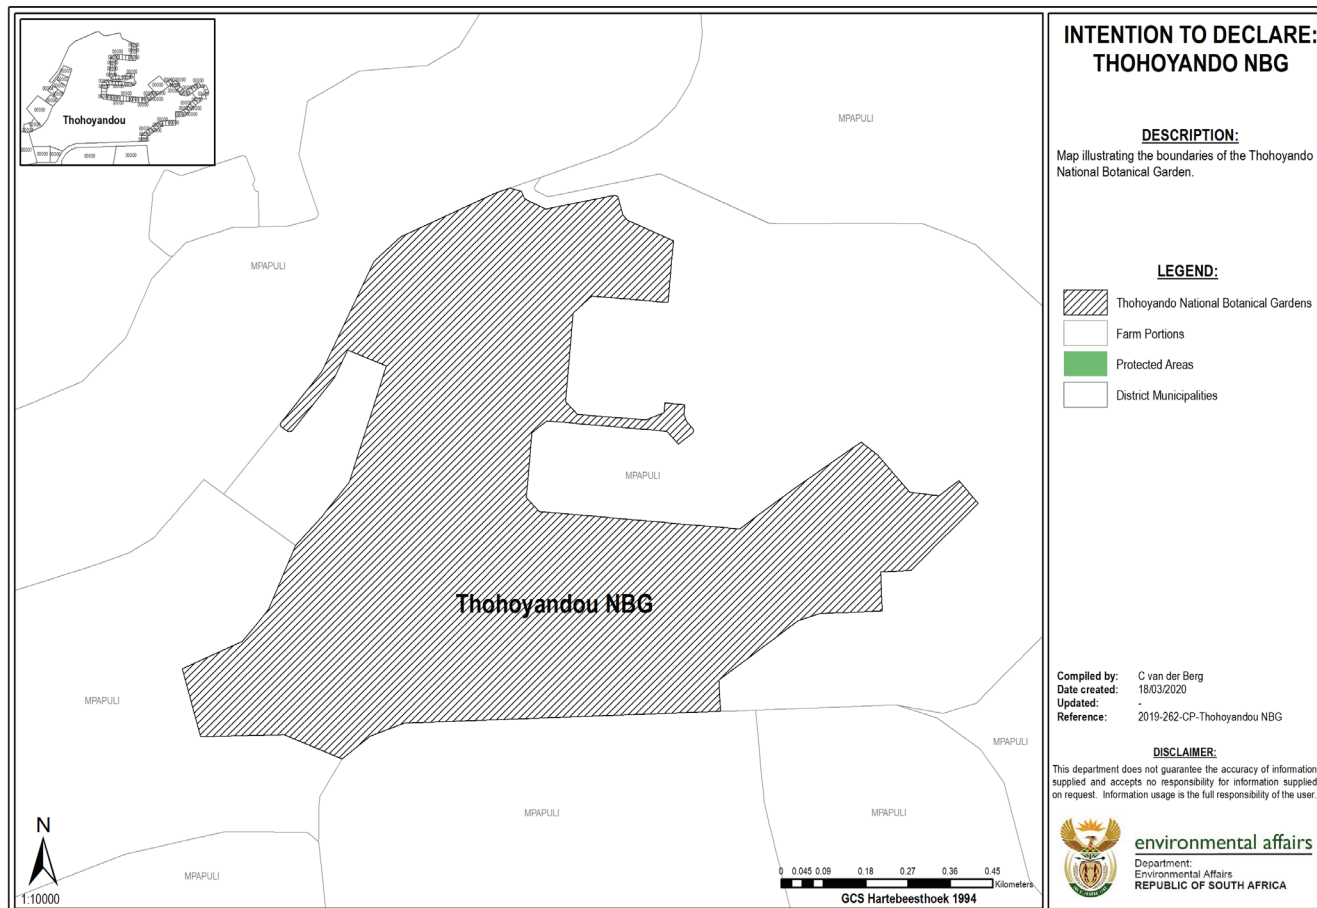 Thohoyandou
MPAPULI
MPAPULI
MPAPULI
Thohoyandou NBG
MPAPULI
MPAPULI
MPAPULI
MPAPULI
MPAPULI
N
1:10000
0 0.045 0.09 0.18 0.27 0.36 0.45
Kilometers
GCS Hartebeesthoek 1994
INTENTION TO DECLARE:
THOHOYANDO NBG
DESCRIPTION:
Map illustrating the boundaries of the Thohoyando
National Botanical Garden.
LEGEND:
Thohoyando National Botanical Gardens
Farm Portions
Protected Areas
District Municipalities
Compiled by: C van der Berg
Date created: 18/03/2020
Updated: -
Reference: 2019-262-CP-Thohoyandou NBG
DISCLAIMER:
This department does not guarantee the accuracy of information
supplied and accepts no responsibility for information supplied
on request. Information usage is the full responsibility of the user.
environmental affairs
Department:
Environmental Affairs
REPUBLIC OF SOUTH AFRICA